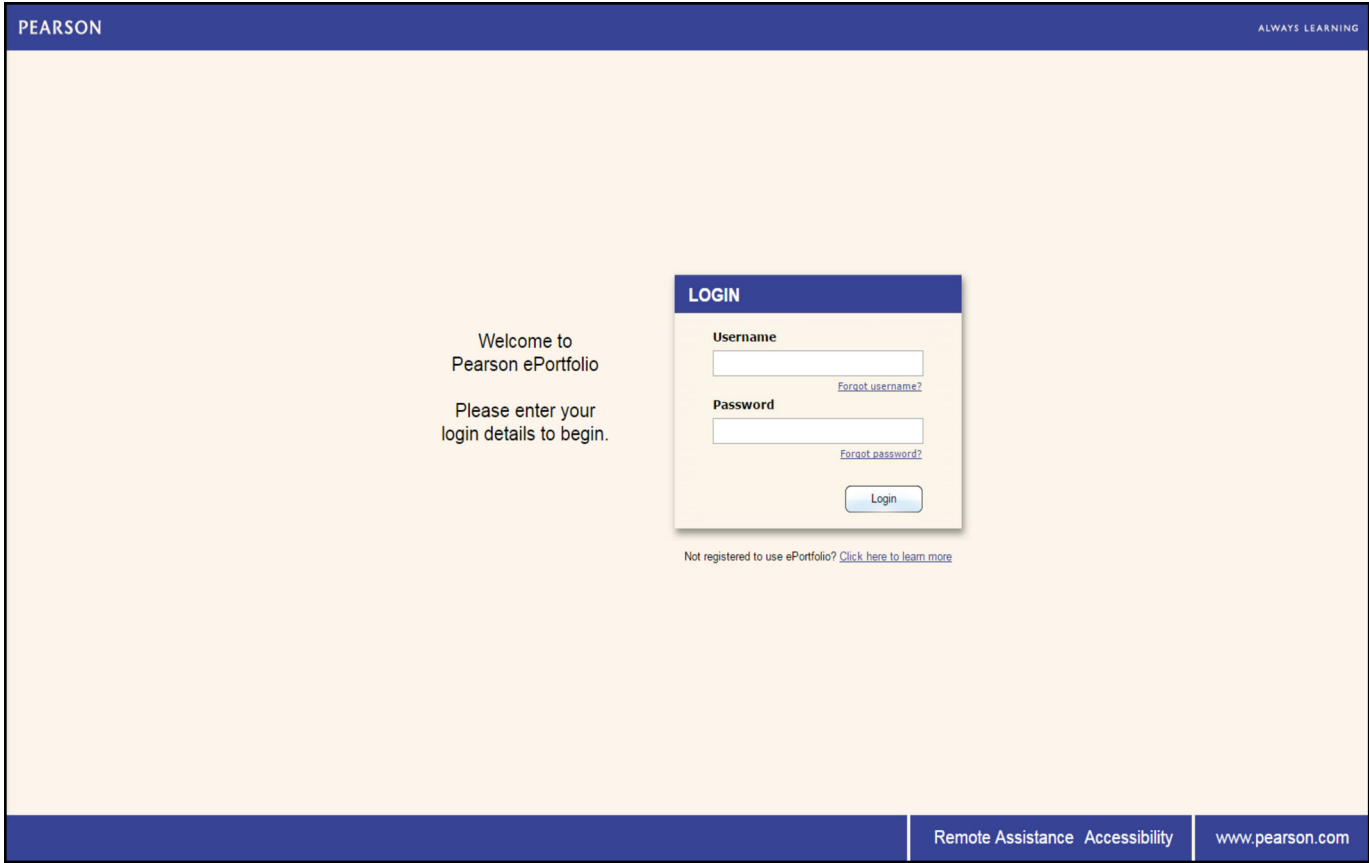 PEARSON
ALWAYS LEARNING
Welcome to
Pearson ePortfolio
Please enter your
login details to begin.
LOGIN
Username
Forgot username?
Password
Forgot password?
Login
Not registered to use ePortfolio? Click here to learn more
Remote Assistance Accessibility
www.pearson.com